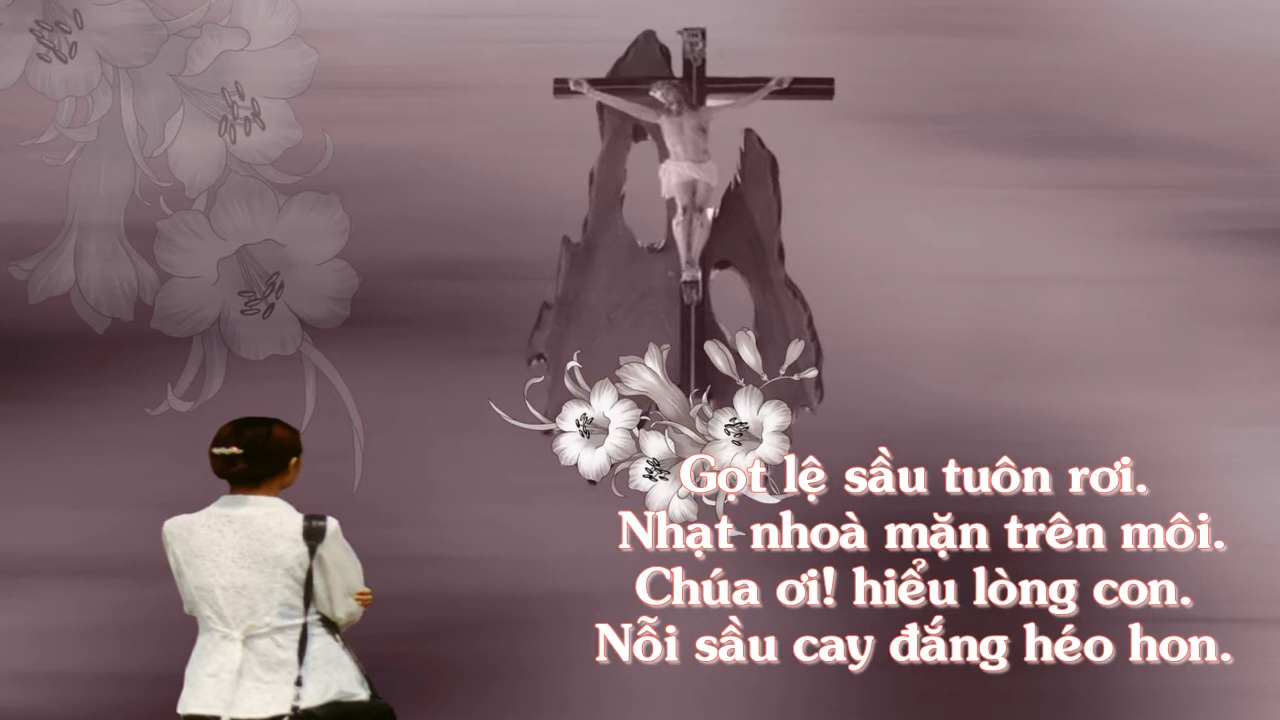 Gọt lệ sầu tuôn rơi.
Nhạt nhoà mặn trên môi.
Chúa ơi! hiểu lòng con.
Nỗi sầu cay đắng héo hon.